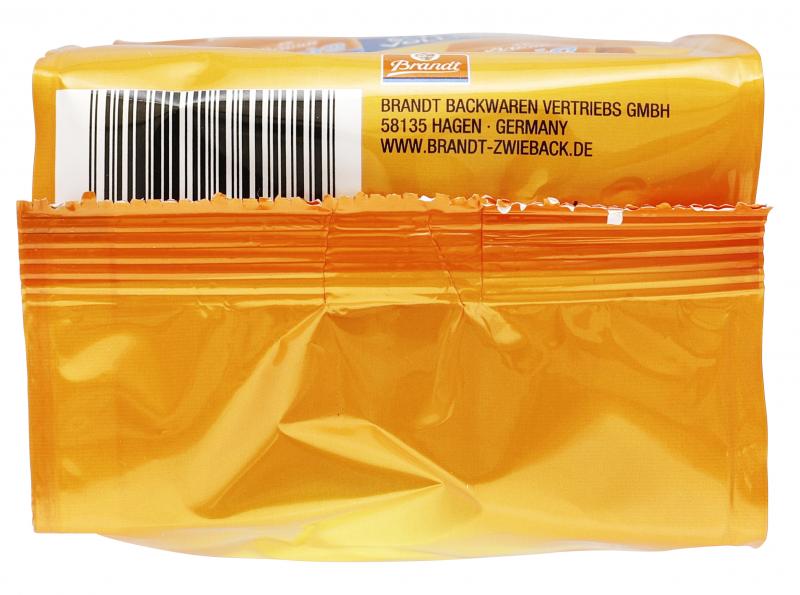 Brandt
BRANDT BACKWAREN VERTRIEBS GMBH
58135 HAGEN · GERMANY
WWW.BRANDT-ZWIEBACK.DE